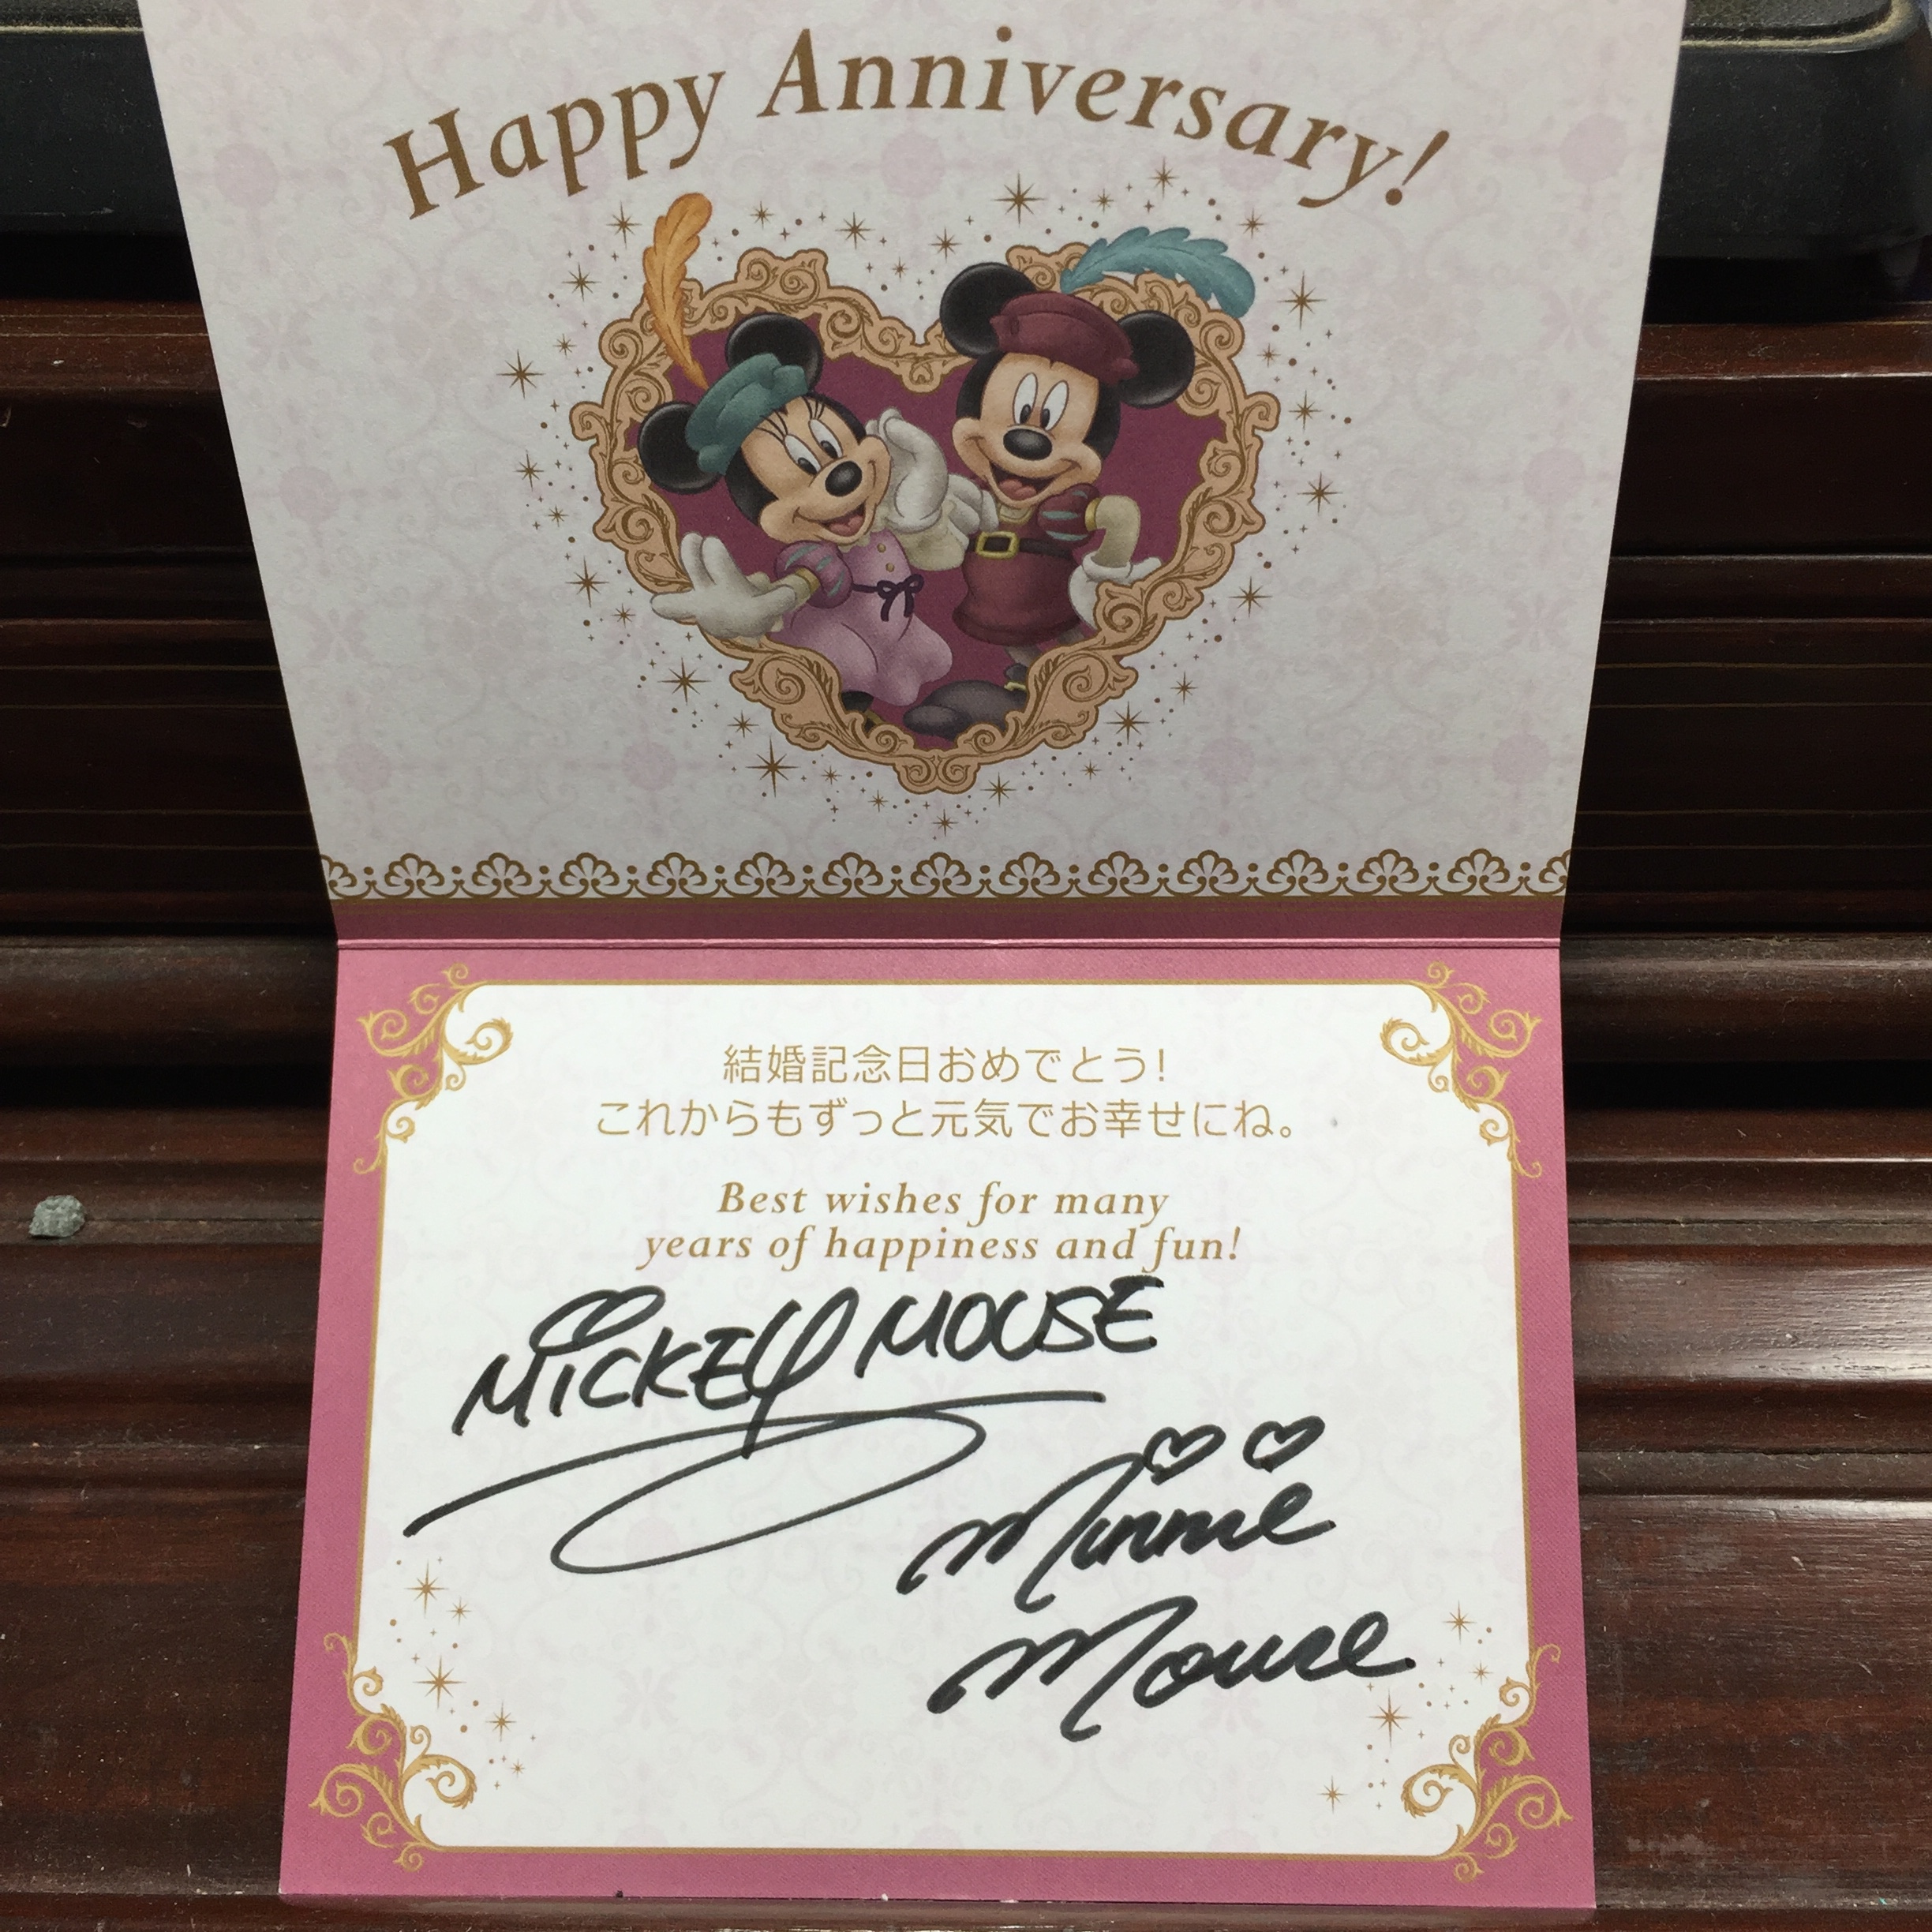 Happy Anniversary!
結婚記念日おめでとう!
これからもずっと元気でお幸せにね。
Best wishes for many
years of happiness and fun!
MiCKEY MOUSE
Minnie
Mouse